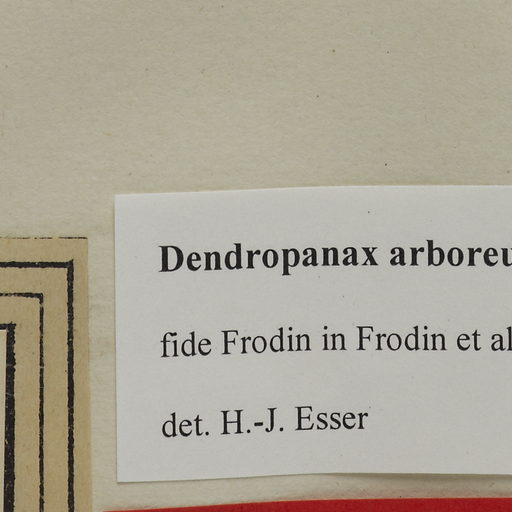 Dendropanax arboreu
fide Frodin in Frodin et al
det. H.-J. Esser